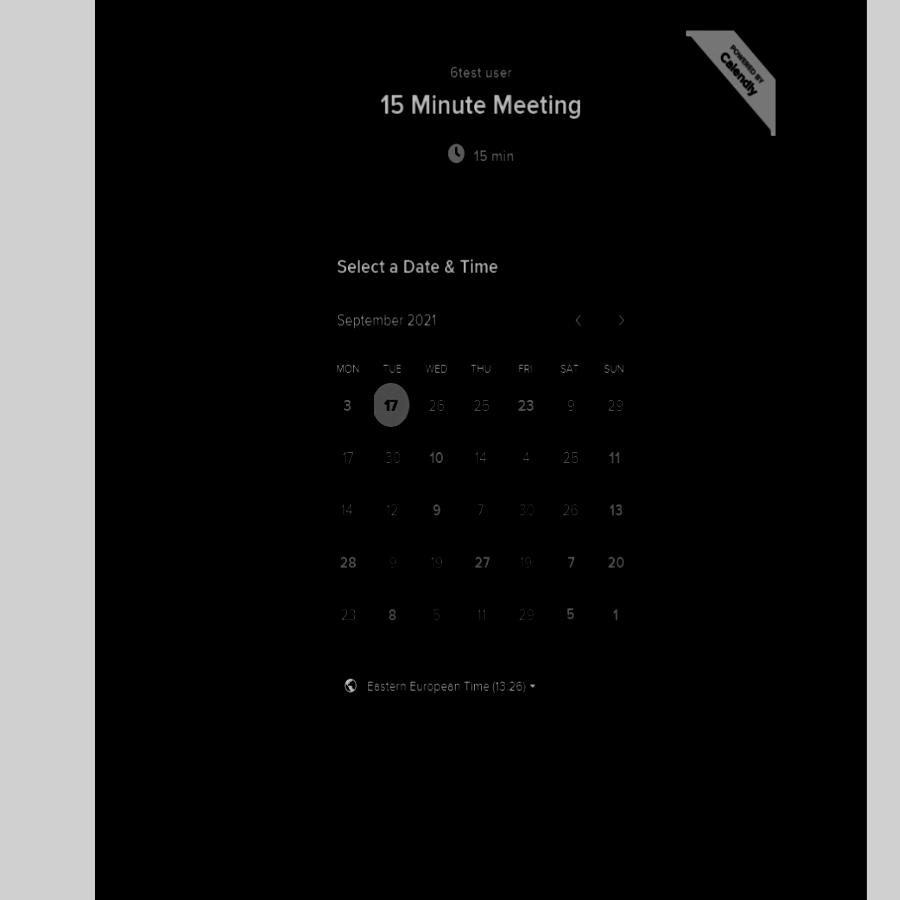 POWERED BY
Calendly
6test user
15 Minute Meeting
15 min
Select a Date & Time
September 2021
MON TUE WED THU FRI SAT SUN
3 17 26 25 23 9 29
17 30 10 14 4 25 11
14 12 9 7 30 26 13
28 9 19 27 19 7 20
23 8 5 11 29 5 1
Eastern European Time (13:26)